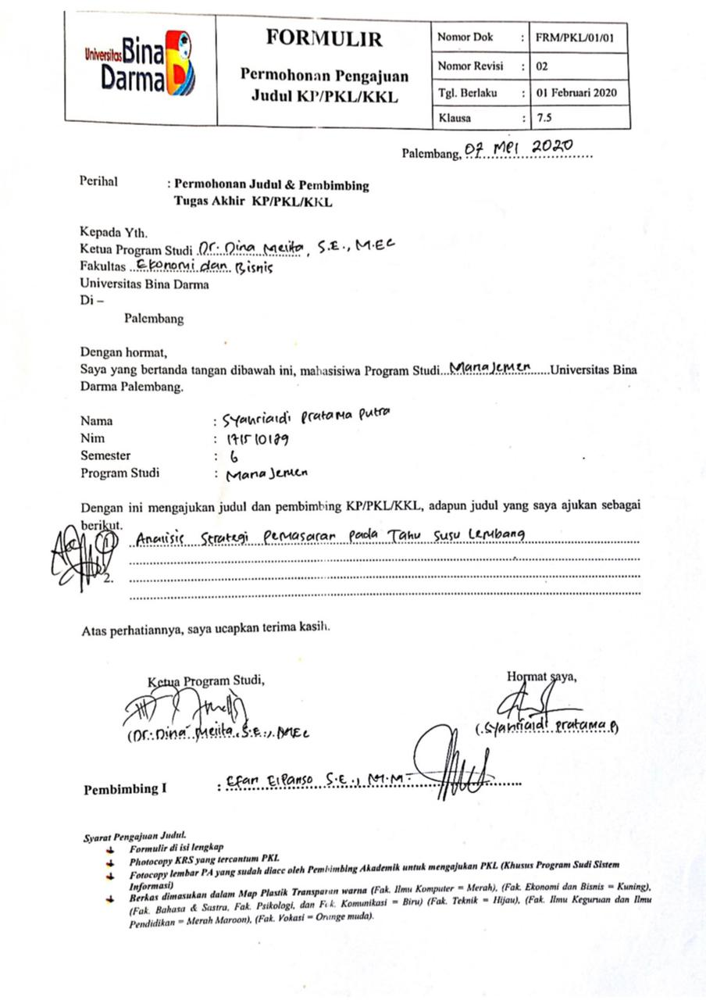 Universitas Bina
Darma
FORMULIR
Permohonan Pengajuan
Judul KP/PKL/KKL
Nomor Dok : FRM/PKL/01/01
Nomor Revisi : 02
Tgl. Berlaku : 01 Februari 2020
Klausa : 7.5
Palembang, 07 Mei 2020
Perihal : Permohonan Judul & Pembimbing
Tugas Akhir KP/PKL/KKL
Kepada Yth.
Ketua Program Studi Dr. Dina Mellita, S.E., M.Ec
Fakultas Ekonomi dan Bisnis
Universitas Bina Darma
Di –
Palembang
Dengan hormat,
Saya yang bertanda tangan dibawah ini, mahasisiwa Program Studi Manajemen Universitas Bina
Darma Palembang.
Nama : Syahrialdi Pratama Putra
Nim : 171510189
Semester : 6
Program Studi : Manajemen
Dengan ini mengajukan judul dan pembimbing KP/PKL/KKL, adapun judul yang saya ajukan sebagai
berikut.
1. Analisis Strategi Pemasaran pada Tahu Susu Lembang
2.
Atas perhatiannya, saya ucapkan terima kasih.
Ketua Program Studi,
Hormat saya,
(Dr. Dina Mellita, S.E., MEc
(Syahrialdi Pratama P)
Pembimbing I : Efan Elpanso S.E., M.M.
Syarat Pengajuan Judul.
Formulir di isi lengkap
Photocopy KRS yang tercantum PKL
Fotocopy lembar PA yang sudah diacc oleh Pembimbing Akademik untuk mengajukan PKL (Khusus Program Sudi Sistem
Informasi)
Berkas dimasukan dalam Map Plastik Transparan warna (Fak. Ilmu Komputer = Merah), (Fak. Ekonomi dan Bisnis = Kuning),
(Fak. Bahasa & Sastra, Fak. Psikologi, dan Fak. Komunikasi = Biru) (Fak. Teknik = Hijau), (Fak. Ilmu Keguruan dan Ilmu
Pendidikan = Merah Maroon), (Fak. Vokasi = Orange muda).